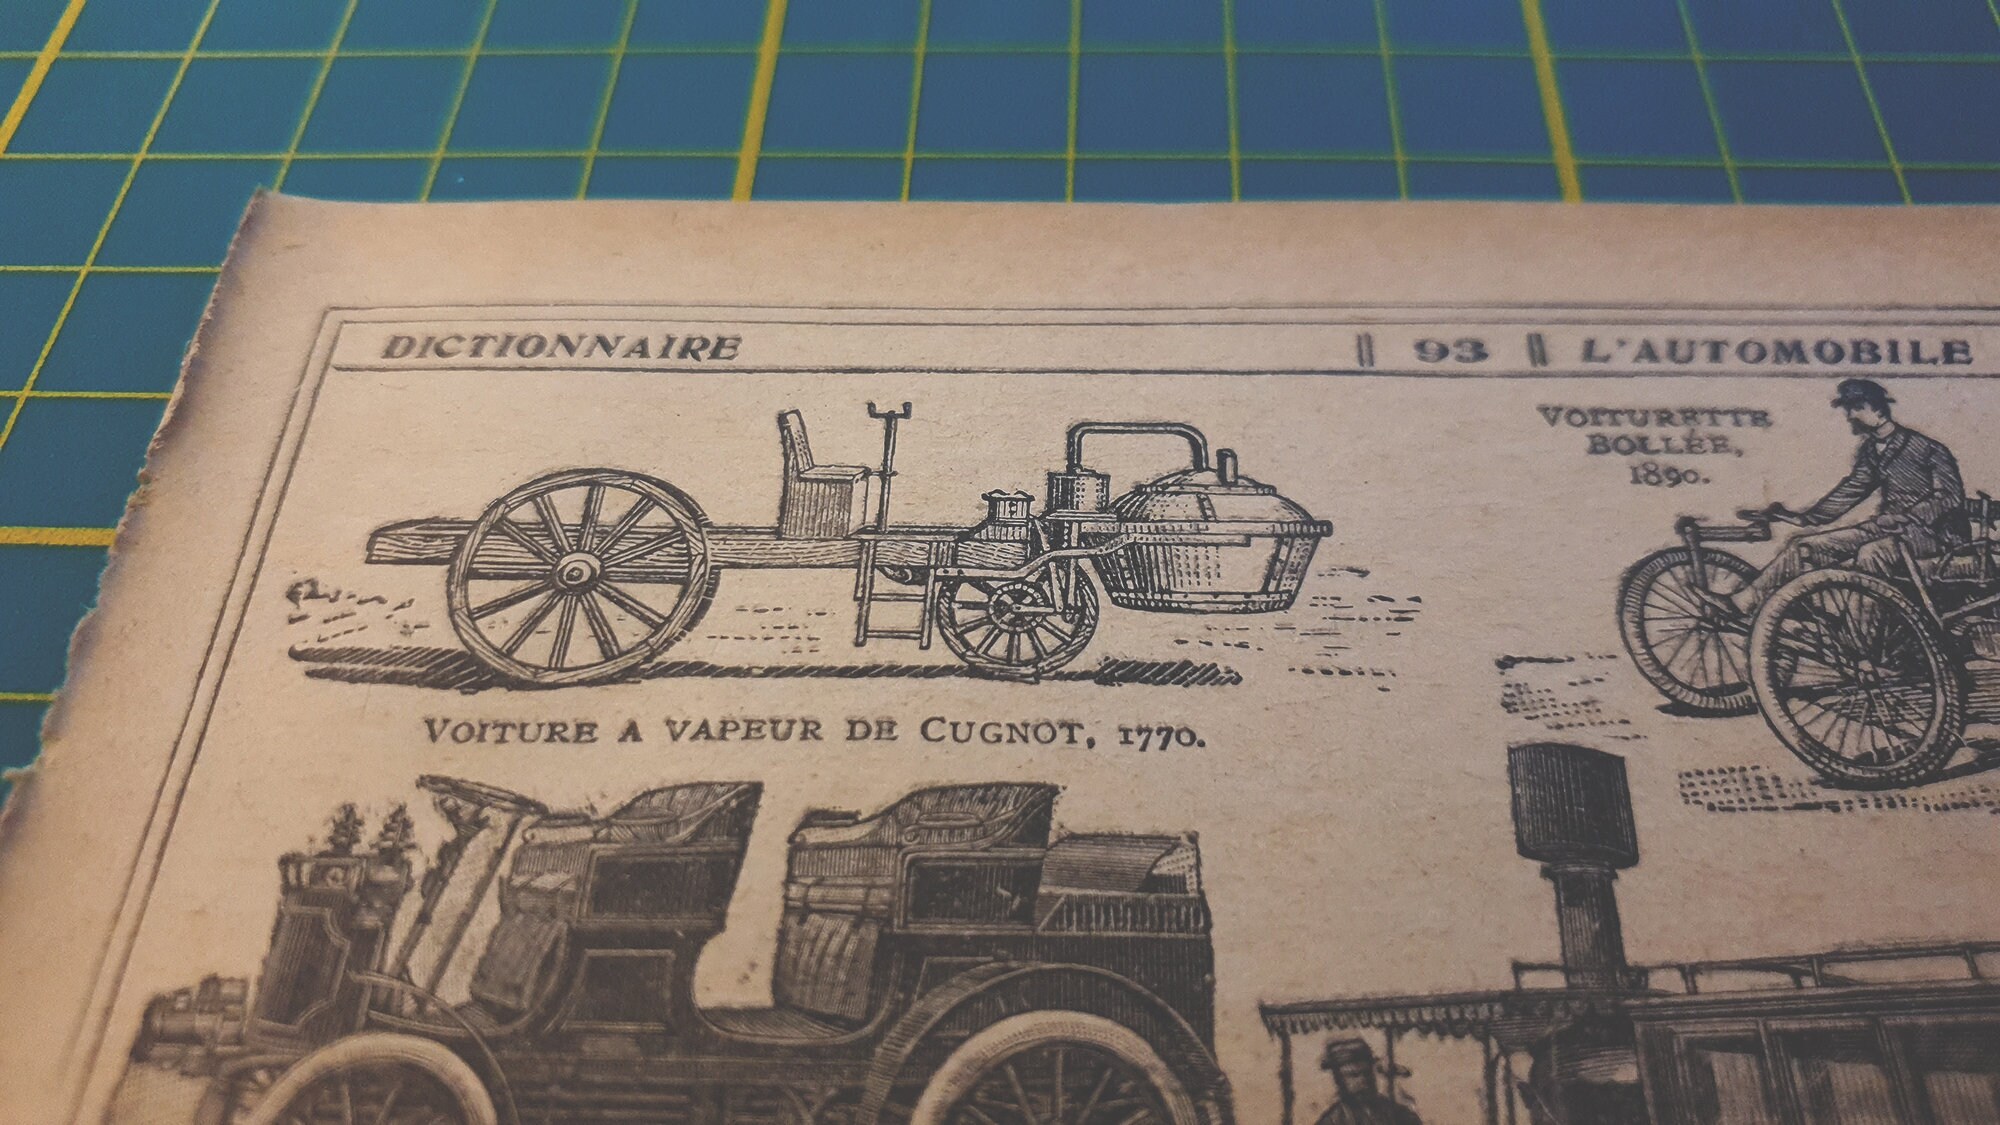 DICTIONNAIRE || 93 || L'AUTOMOBILE
VOITURETTE
BOLLÉE,
1890.
VOITURE A VAPEUR DE CUGNOT, 1770.